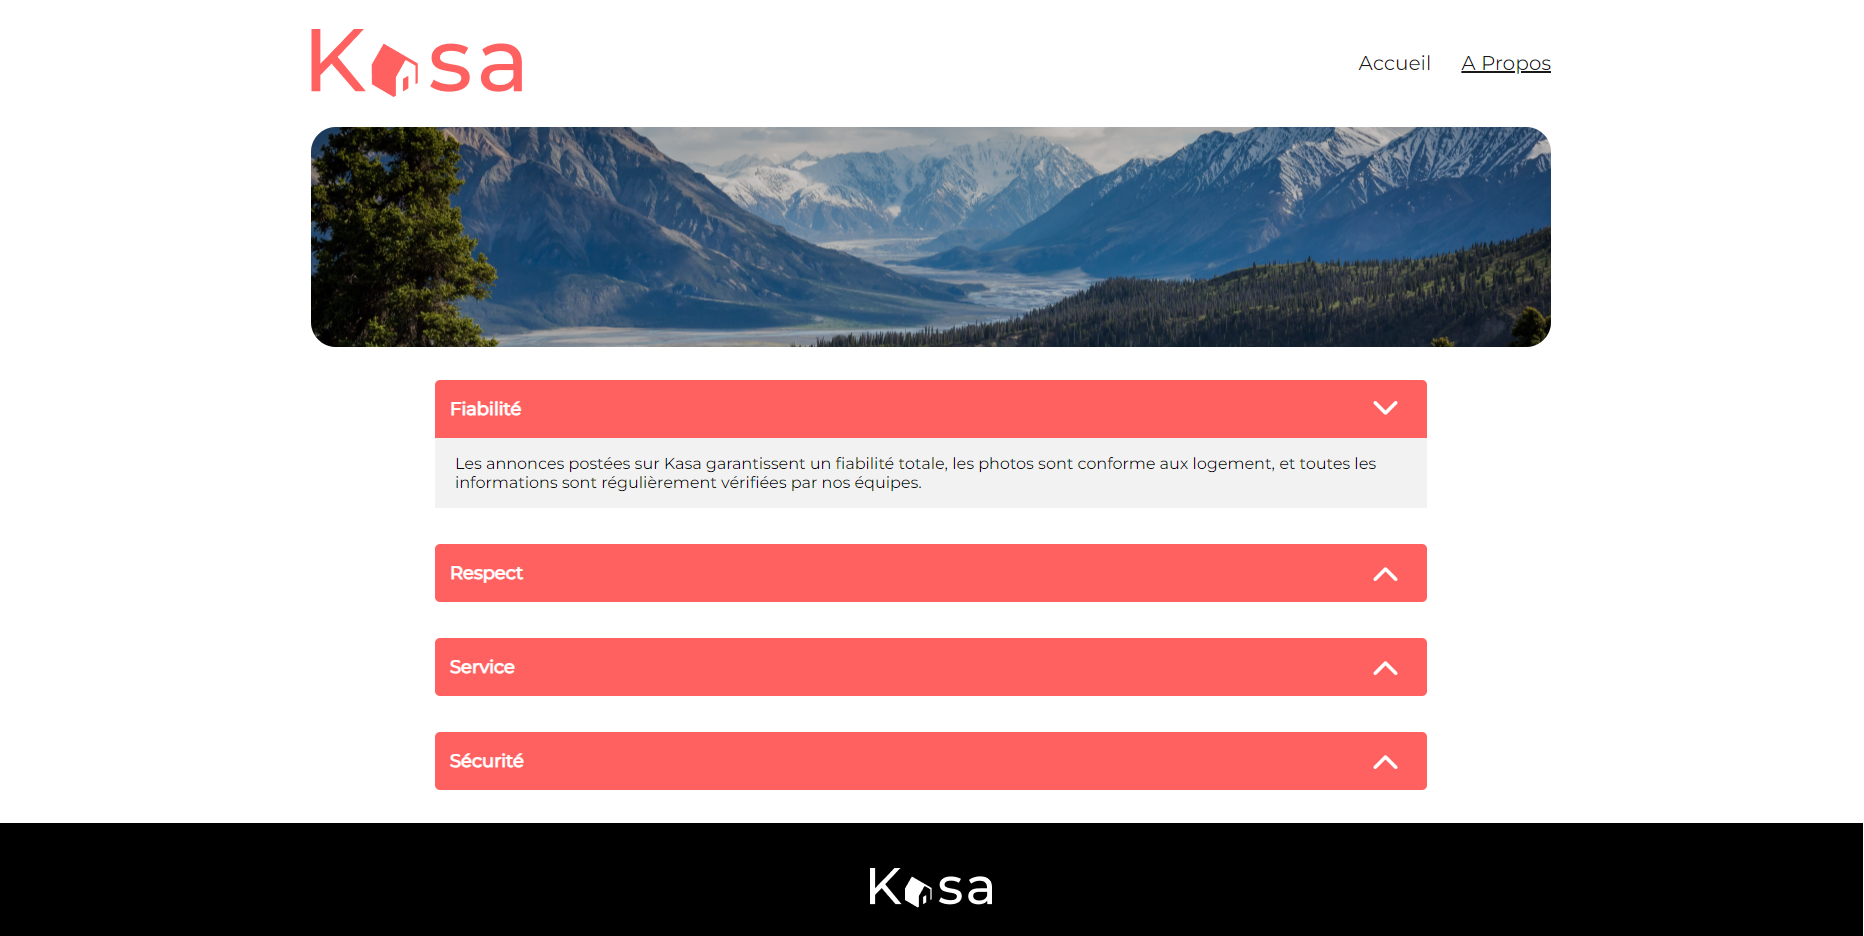 Kasa
Accueil A Propos
Fiabilité
Les annonces postées sur Kasa garantissent un fiabilité totale, les photos sont conforme aux logement, et toutes les
informations sont régulièrement vérifiées par nos équipes.
Respect
Service
Sécurité
Kasa